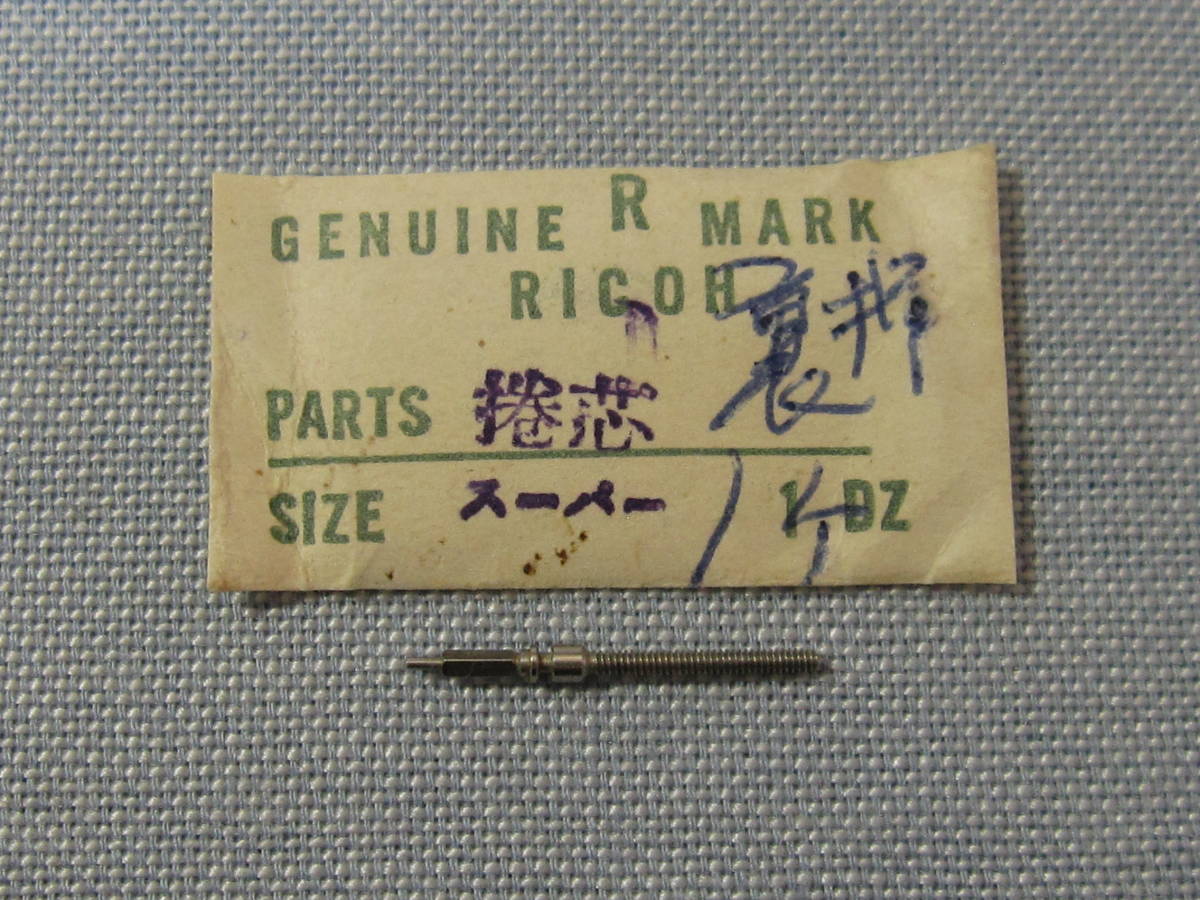 GENUINE R MARK
RICOH
PARTS 捲芯
SIZE スーパー 1 DZ